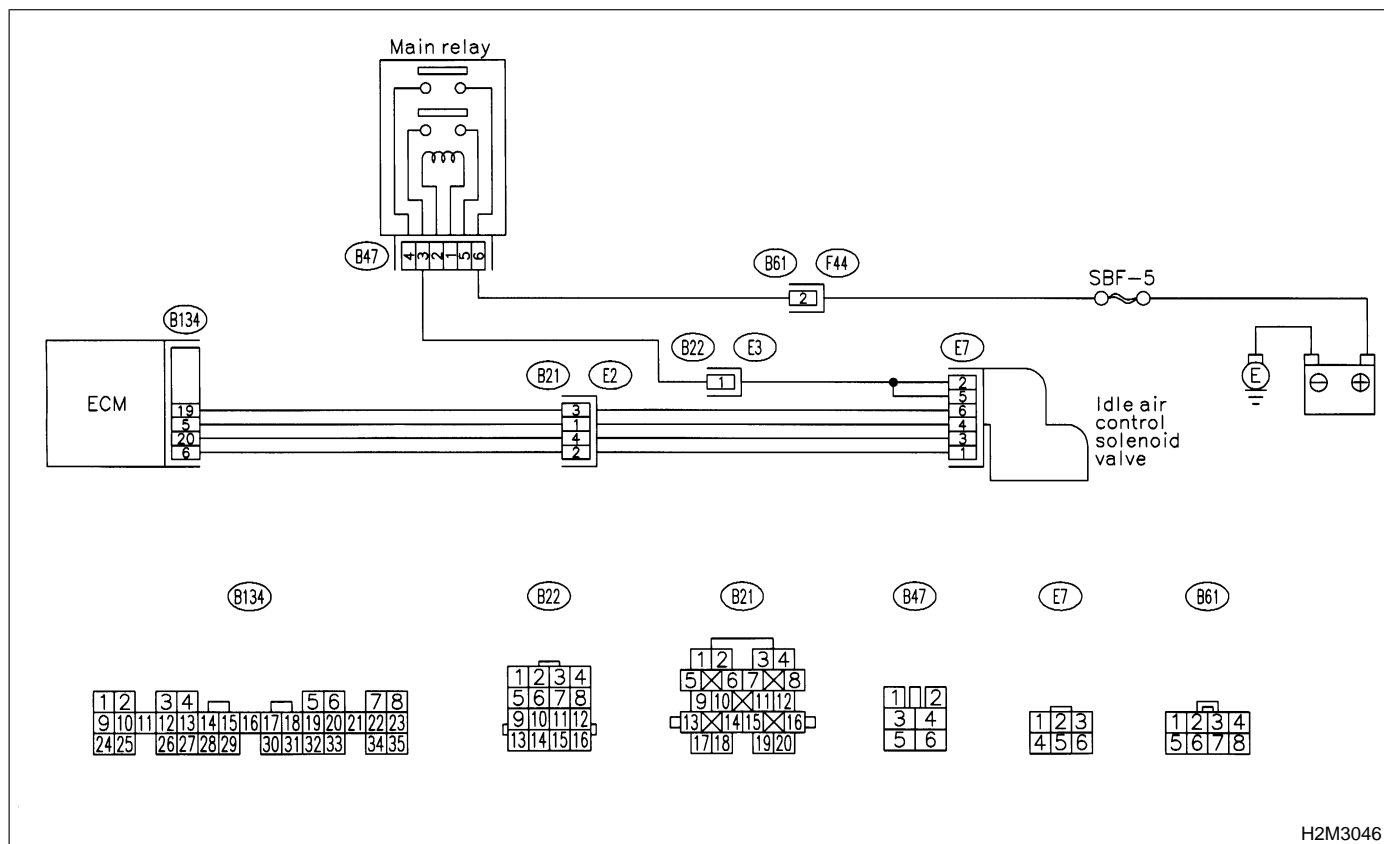 Main relay
B47
4 3 2 1 5 6
B61 F44
2
SBF-5
B134
B22 E3
1
E7
B21 E2
ECM
19
5
20
6
3
1
4
2
2
5
6
4
3
1
Idle air
control
solenoid
valve
E
⊖ ⊕
B134
B22
B21
B47
E7
B61
1 2 3 4 5 6 7 8
9 10 11 12 13 14 15 16 17 18 19 20 21 22 23
24 25 26 27 28 29 30 31 32 33 34 35
1 2 3 4
5 6 7 8
9 10 11 12
13 14 15 16
1 2 3 4
5 6 7 8
9 10 11 12
13 14 15 16
17 18 19 20
1 2
3 4
5 6
1 2 3
4 5 6
1 2 3 4
5 6 7 8
H2M3046